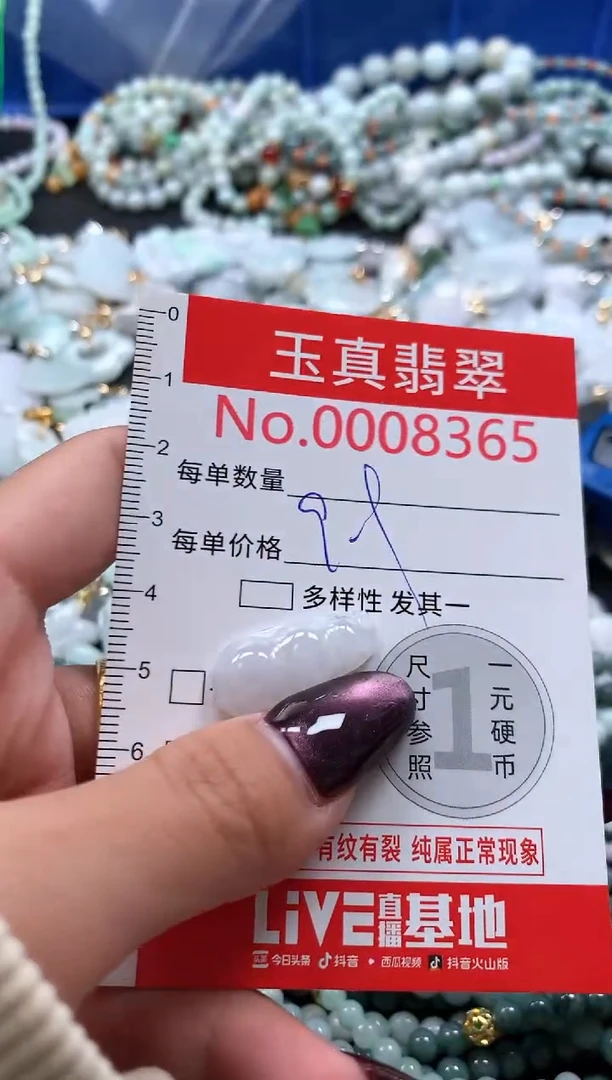 0
玉真翡翠
1
No.0008365
2
每单数量
3
每单价格
4
多样性 发其一
5
尺寸参照
1
一元硬币
6
有纹有裂 纯属正常现象
LiVE直播基地
头条 今日头条 抖音 • 西瓜视频 抖音火山版